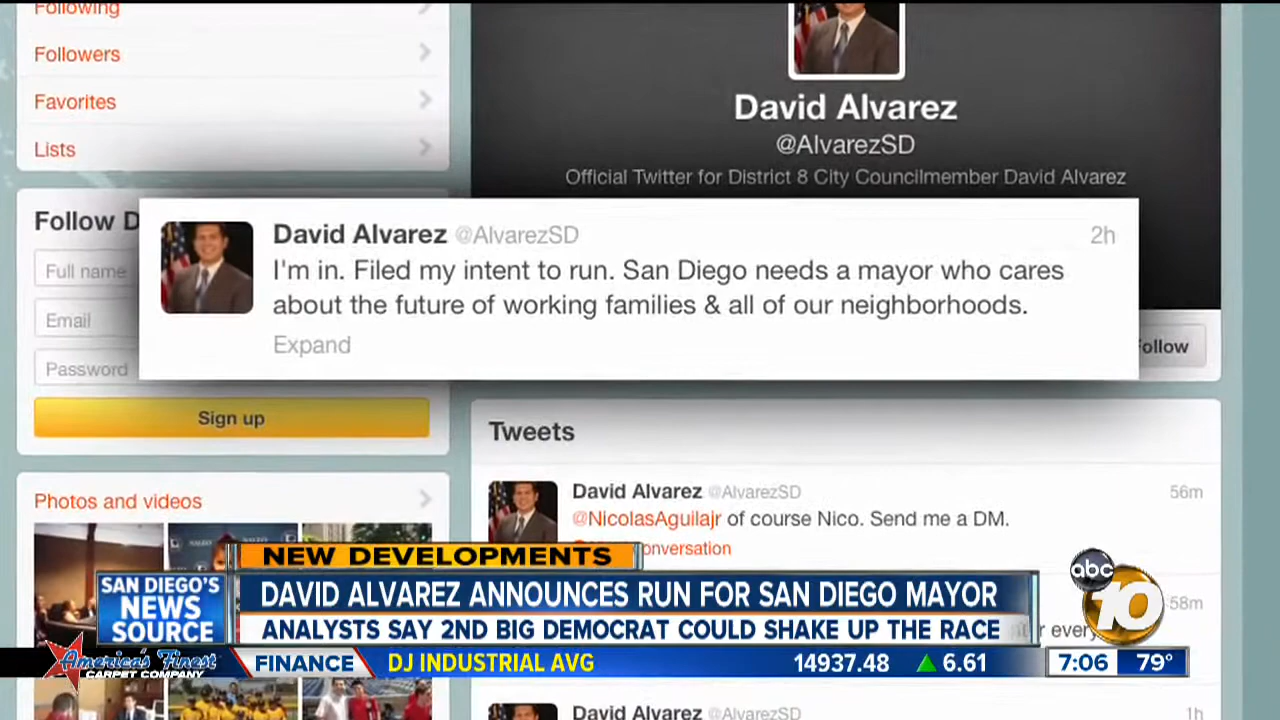 Following
Followers
Favorites
Lists
Follow D
Full name
Email
Password
Sign up
Photos and videos
David Alvarez
@AlvarezSD
Official Twitter for District 8 City Councilmember David Alvarez
David Alvarez @AlvarezSD 2h
I'm in. Filed my intent to run. San Diego needs a mayor who cares
about the future of working families & all of our neighborhoods.
Expand
Follow
Tweets
David Alvarez @AlvarezSD 56m
@NicolasAguilajr of course Nico. Send me a DM.
conversation
58m
every
David Alvarez @AlvarezSD 1h
NEW DEVELOPMENTS
SAN DIEGO'S
NEWS
SOURCE
DAVID ALVAREZ ANNOUNCES RUN FOR SAN DIEGO MAYOR
ANALYSTS SAY 2ND BIG DEMOCRAT COULD SHAKE UP THE RACE
abc
10
America's Finest
CARPET COMPANY
FINANCE
DJ INDUSTRIAL AVG 14937.48 ▲ 6.61
7:06 79°